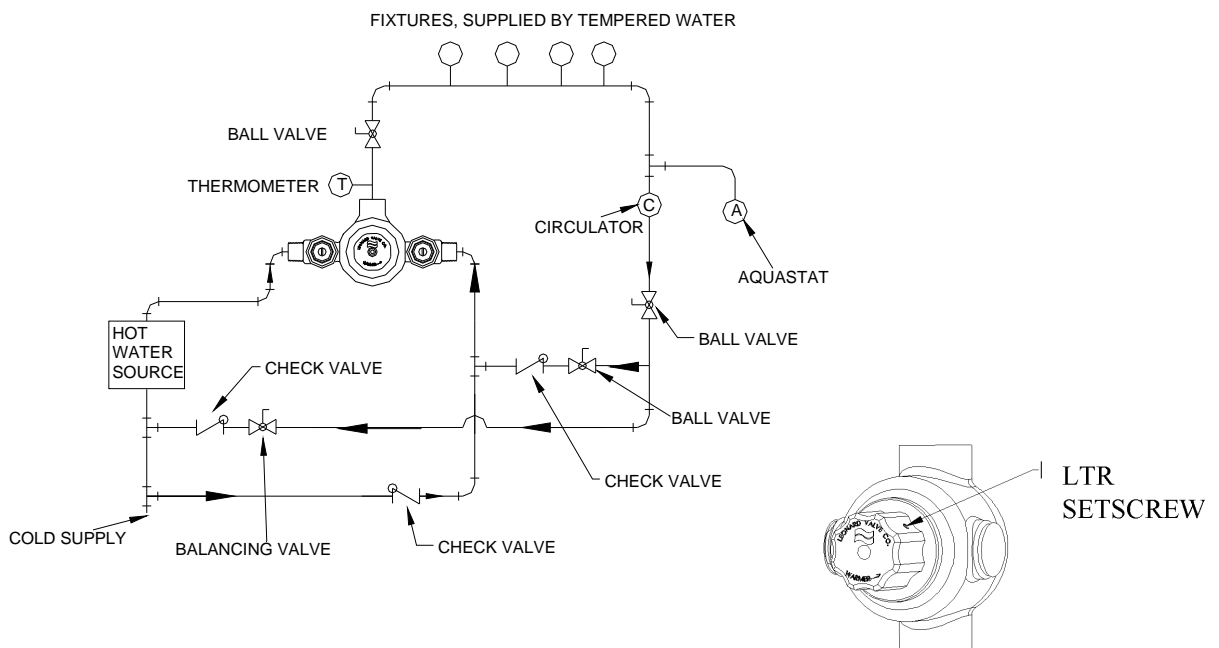 FIXTURES, SUPPLIED BY TEMPERED WATER
BALL VALVE
THERMOMETER
T
C
CIRCULATOR
A
AQUASTAT
HOT
WATER
SOURCE
BALL VALVE
CHECK VALVE
BALL VALVE
CHECK VALVE
COLD SUPPLY
BALANCING VALVE
CHECK VALVE
LTR
SETSCREW
LEONARD VALVE CO.
WARMER